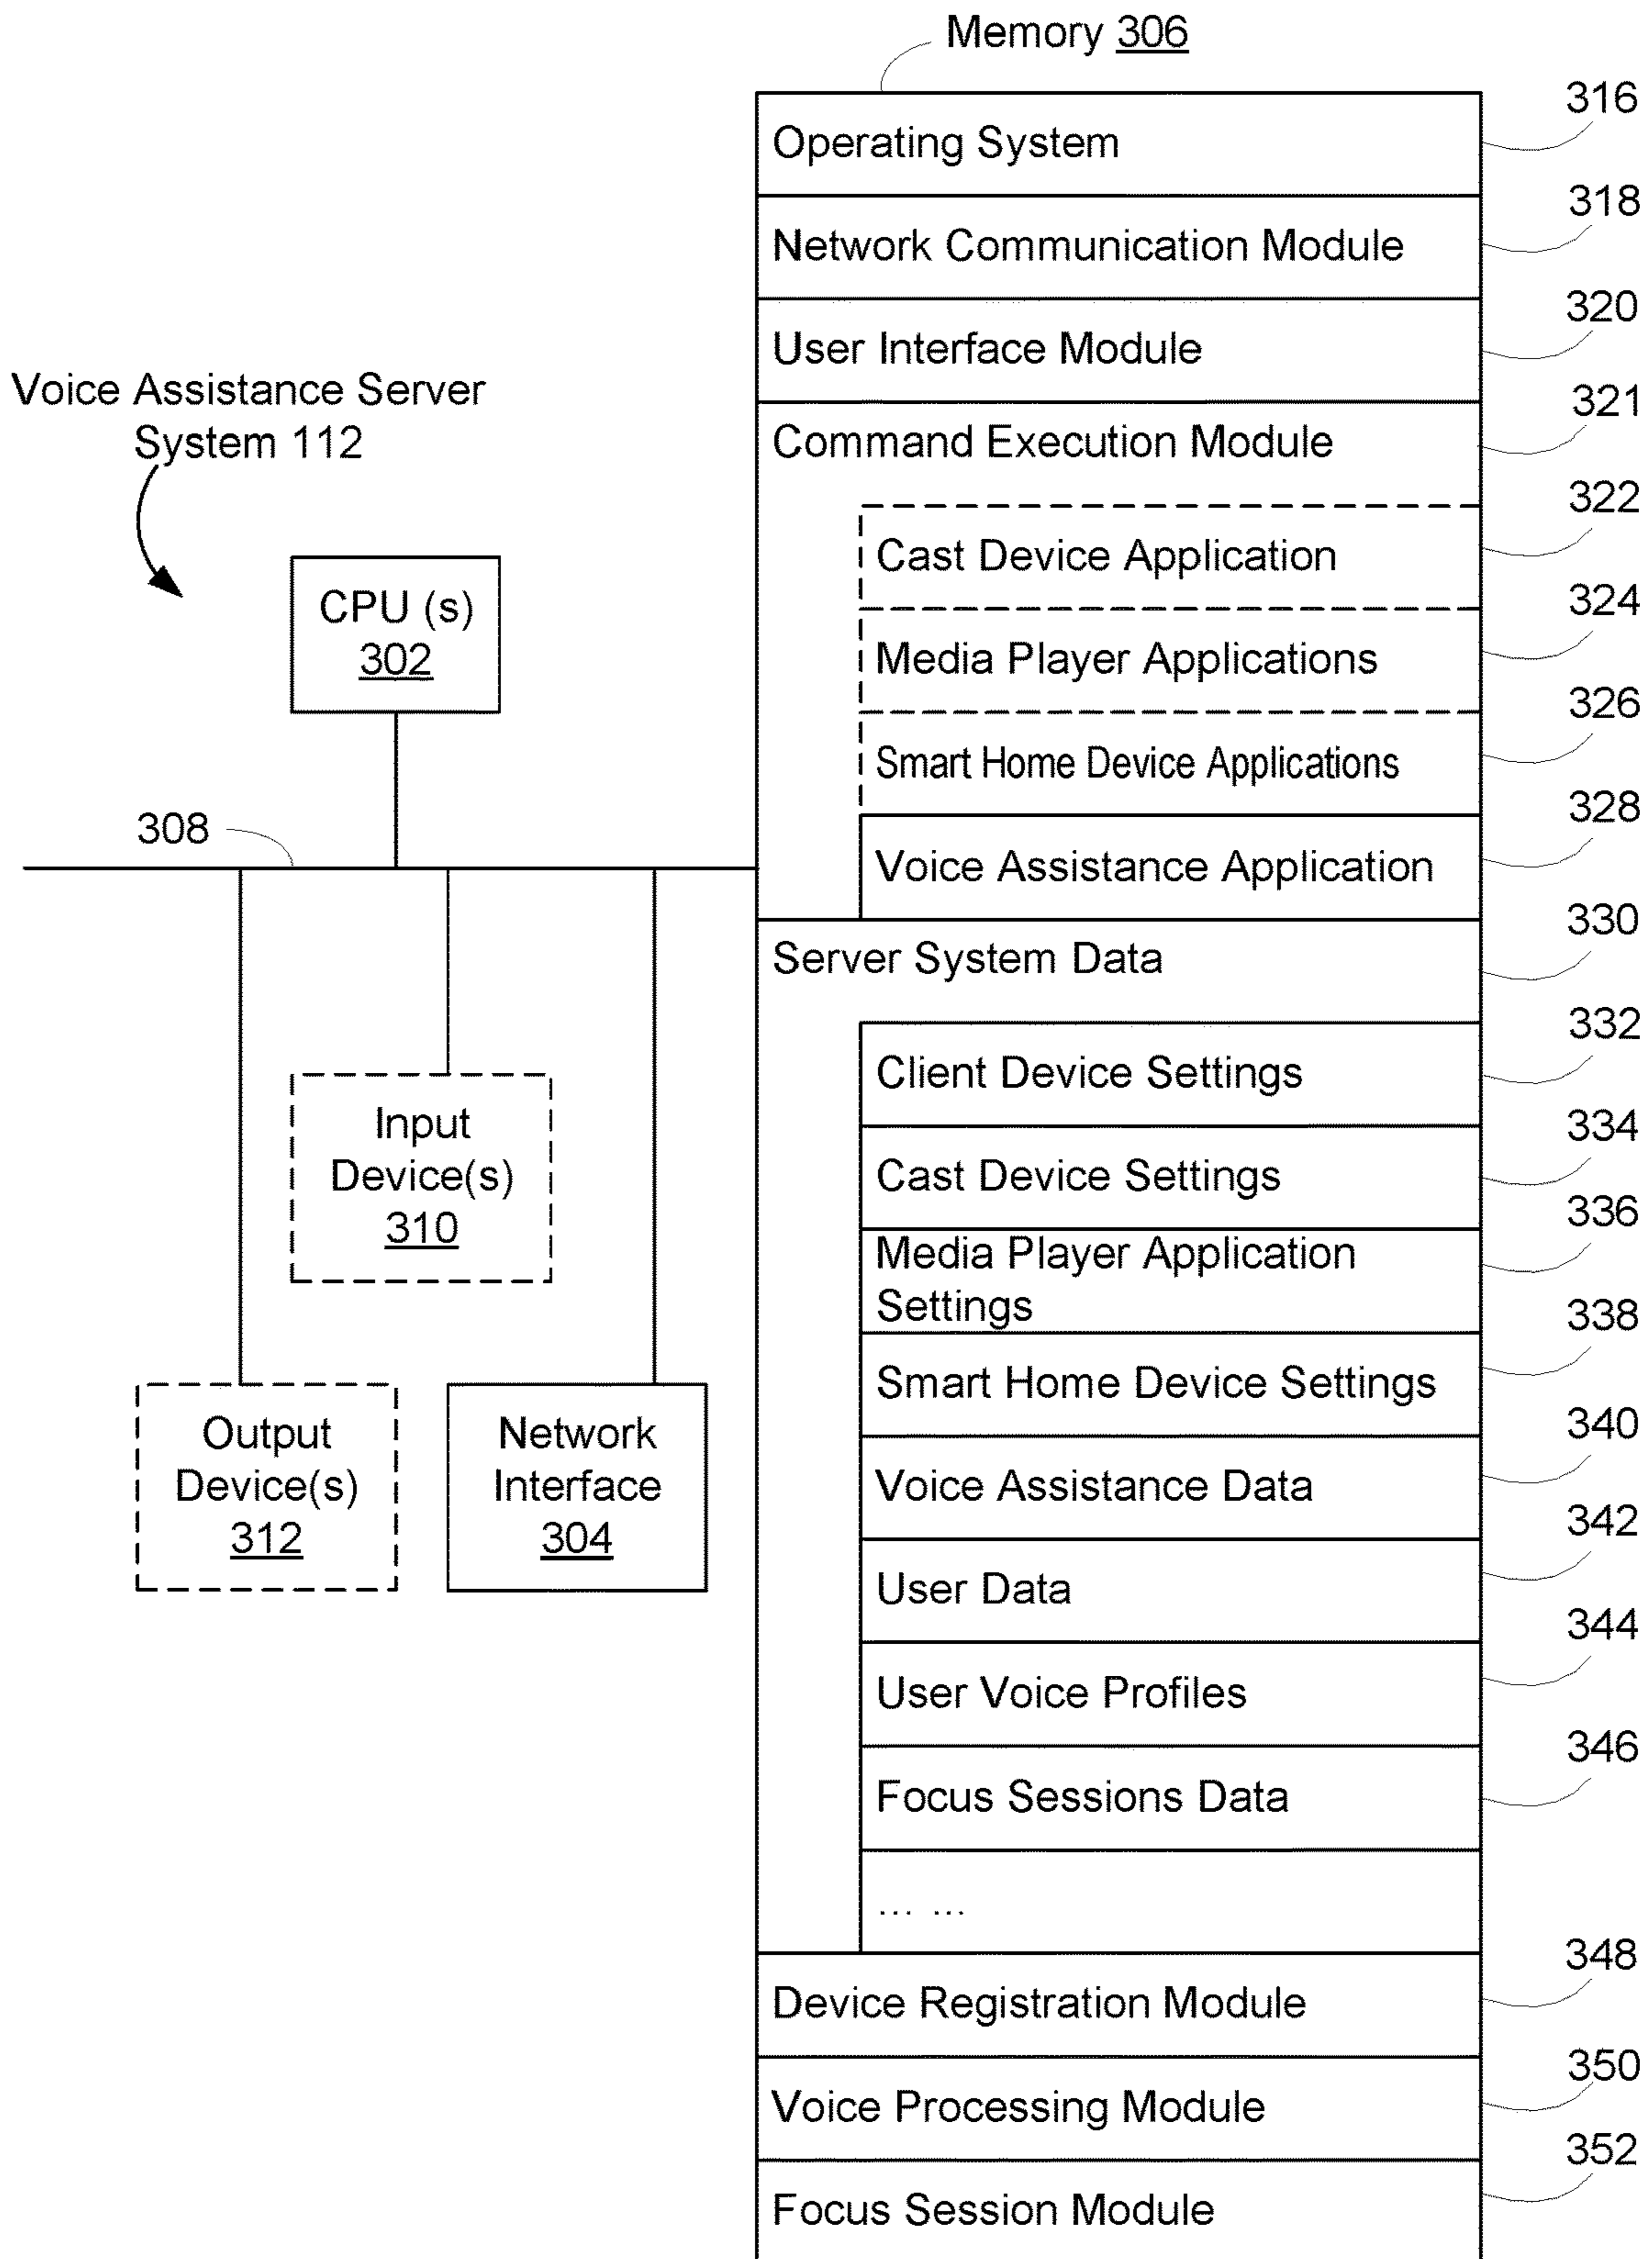 Memory 306
316
Operating System
318
Network Communication Module
320
User Interface Module
Voice Assistance Server
System 112
321
Command Execution Module
322
Cast Device Application
CPU (s)
302
324
Media Player Applications
326
Smart Home Device Applications
308
328
Voice Assistance Application
330
Server System Data
332
Client Device Settings
Input
Device(s)
310
334
Cast Device Settings
336
Media Player Application
Settings
338
Smart Home Device Settings
Output
Device(s)
312
Network
Interface
304
340
Voice Assistance Data
342
User Data
344
User Voice Profiles
346
Focus Sessions Data
... ...
348
Device Registration Module
350
Voice Processing Module
352
Focus Session Module